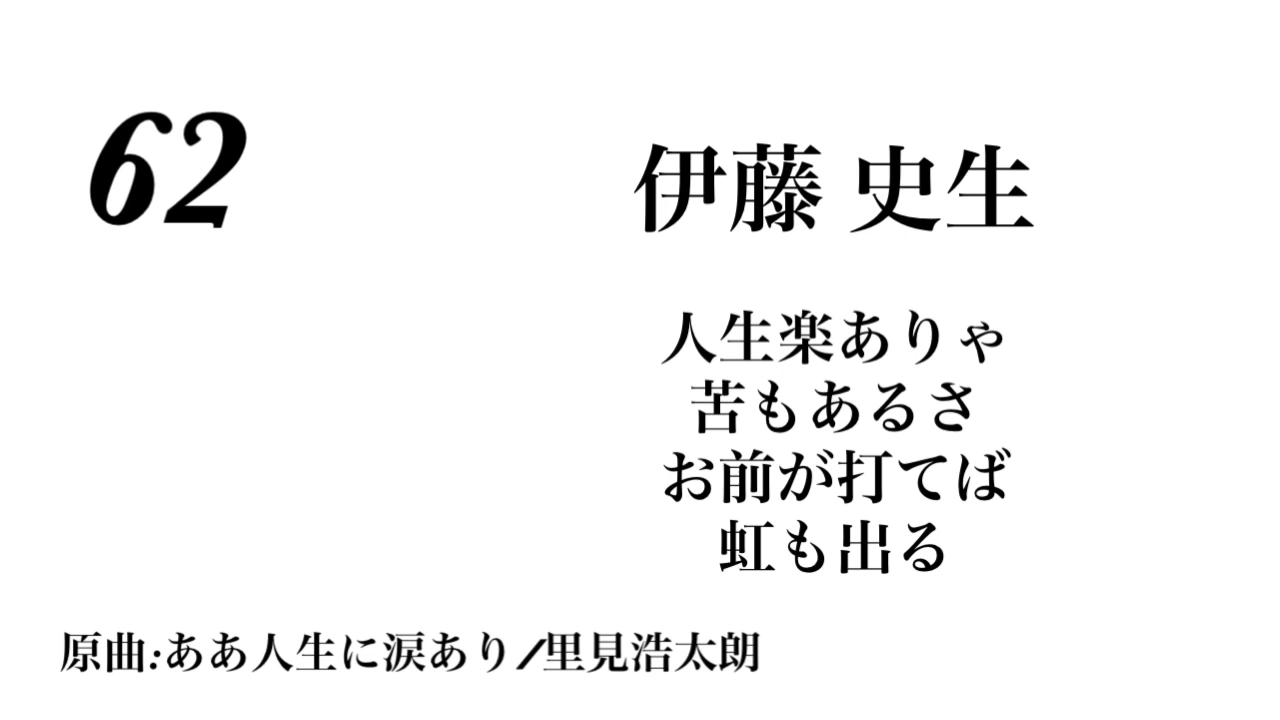 62
伊藤 史生
人生楽ありゃ
苦もあるさ
お前が打てば
虹も出る
原曲:ああ人生に涙あり/里見浩太朗